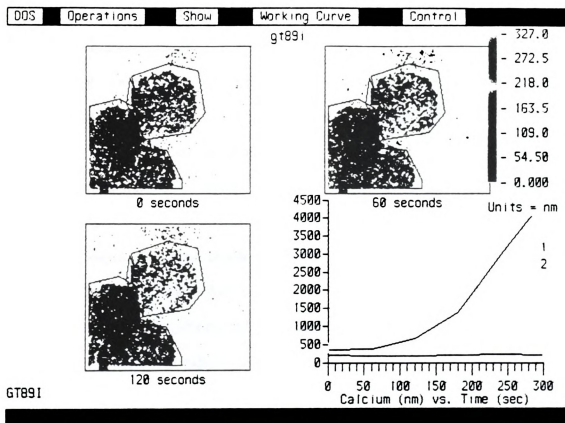 DOS Operations Show Working Curve Control
gt89i
327.0
272.5
218.0
163.5
109.0
54.50
0.000
0 seconds
60 seconds
Units = nm
4500
4000
3500
3000
2500
2000
1500
1000
500
0
1
2
120 seconds
0 50 100 150 200 250 300
Calcium (nm) vs. Time (sec)
GT89I